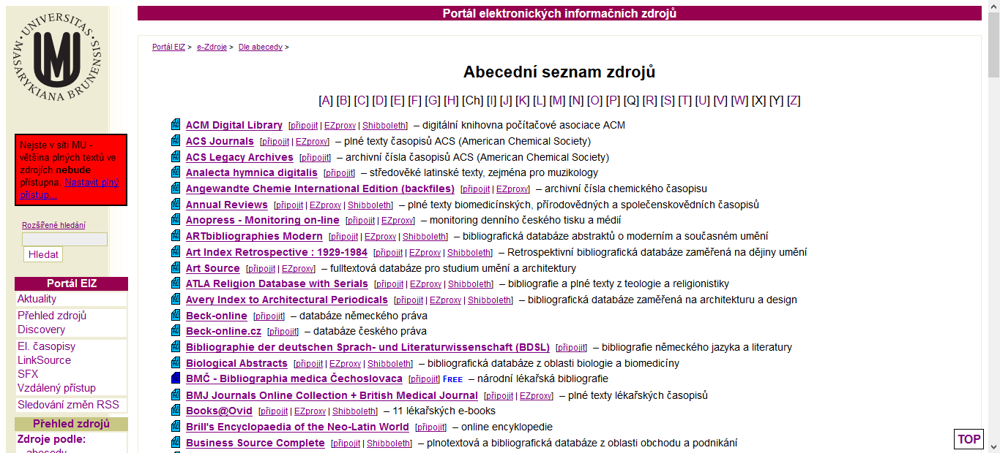 UNIVERSITAS · MASARYKIANA BRUNENSIS ·
Portál elektronických informačních zdrojů
Nejste v síti MU -
většina plných textů ve
zdrojích nebude
přístupna. Nastavit plný
přístup...
Rozšířené hledání
Hledat
Portál EIZ
Aktuality
Přehled zdrojů
Discovery
El. časopisy
LinkSource
SFX
Vzdálený přístup
Sledování změn RSS
Přehled zdrojů
Zdroje podle:
abecedy
Portál EIZ > e-Zdroje > Dle abecedy >
Abecední seznam zdrojů
[A] [B] [C] [D] [E] [F] [G] [H] [Ch] [I] [J] [K] [L] [M] [N] [O] [P] [Q] [R] [S] [T] [U] [V] [W] [X] [Y] [Z]
ACM Digital Library [připojit | EZproxy | Shibboleth] – digitální knihovna počítačové asociace ACM
ACS Journals [připojit | EZproxy] – plné texty časopisů ACS (American Chemical Society)
ACS Legacy Archives [připojit] – archivní čísla časopisů ACS (American Chemical Society)
Analecta hymnica digitalis [připojit] – středověké latinské texty, zejména pro muzikology
Angewandte Chemie International Edition (backfiles) [připojit | EZproxy] – archivní čísla chemického časopisu
Annual Reviews [připojit | EZproxy | Shibboleth] – plné texty biomedicínských, přírodovědných a společenskovědních časopisů
Anopress - Monitoring on-line [připojit | EZproxy] – monitoring denního českého tisku a médií
ARTbibliographies Modern [připojit | EZproxy | Shibboleth] – bibliografická databáze abstraktů o moderním a současném umění
Art Index Retrospective : 1929-1984 [připojit | EZproxy | Shibboleth] – Retrospektivní bibliografická databáze zaměřená na dějiny umění
Art Source [připojit | EZproxy] – fulltextová databáze pro studium umění a architektury
ATLA Religion Database with Serials [připojit | EZproxy | Shibboleth] – bibliografie a plné texty z teologie a religionistiky
Avery Index to Architectural Periodicals [připojit | EZproxy | Shibboleth] – bibliografická databáze zaměřená na architekturu a design
Beck-online [připojit] – databáze německého práva
Beck-online.cz [připojit] – databáze českého práva
Bibliographie der deutschen Sprach- und Literaturwissenschaft (BDSL) [připojit] – bibliografie německého jazyka a literatury
Biological Abstracts [připojit | EZproxy | Shibboleth] – bibliografická databáze z oblasti biologie a biomedicíny
BMČ - Bibliographia medica Čechoslovaca [připojit] FREE – národní lékařská bibliografie
BMJ Journals Online Collection + British Medical Journal [připojit | EZproxy] – plné texty lékařských časopisů
Books@Ovid [připojit | EZproxy | Shibboleth] – 11 lékařských e-books
Brill's Encyclopaedia of the Neo-Latin World [připojit] – online encyklopedie
Business Source Complete [připojit | Shibboleth] – plnotextová a bibliografická databáze z oblasti obchodu a podnikání
TOP